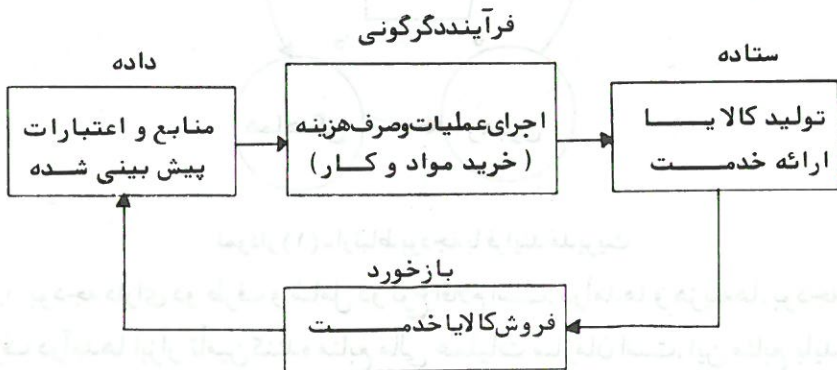 فرآیند دگرگونی
داده
ستاده
منابع و اعتبارات
پیش بینی شده
اجرای عملیات و صرف هزینه
( خرید مواد و کار )
تولید کالا یا
ارائه خدمت
بازخورد
فروش کالا یا خدمت